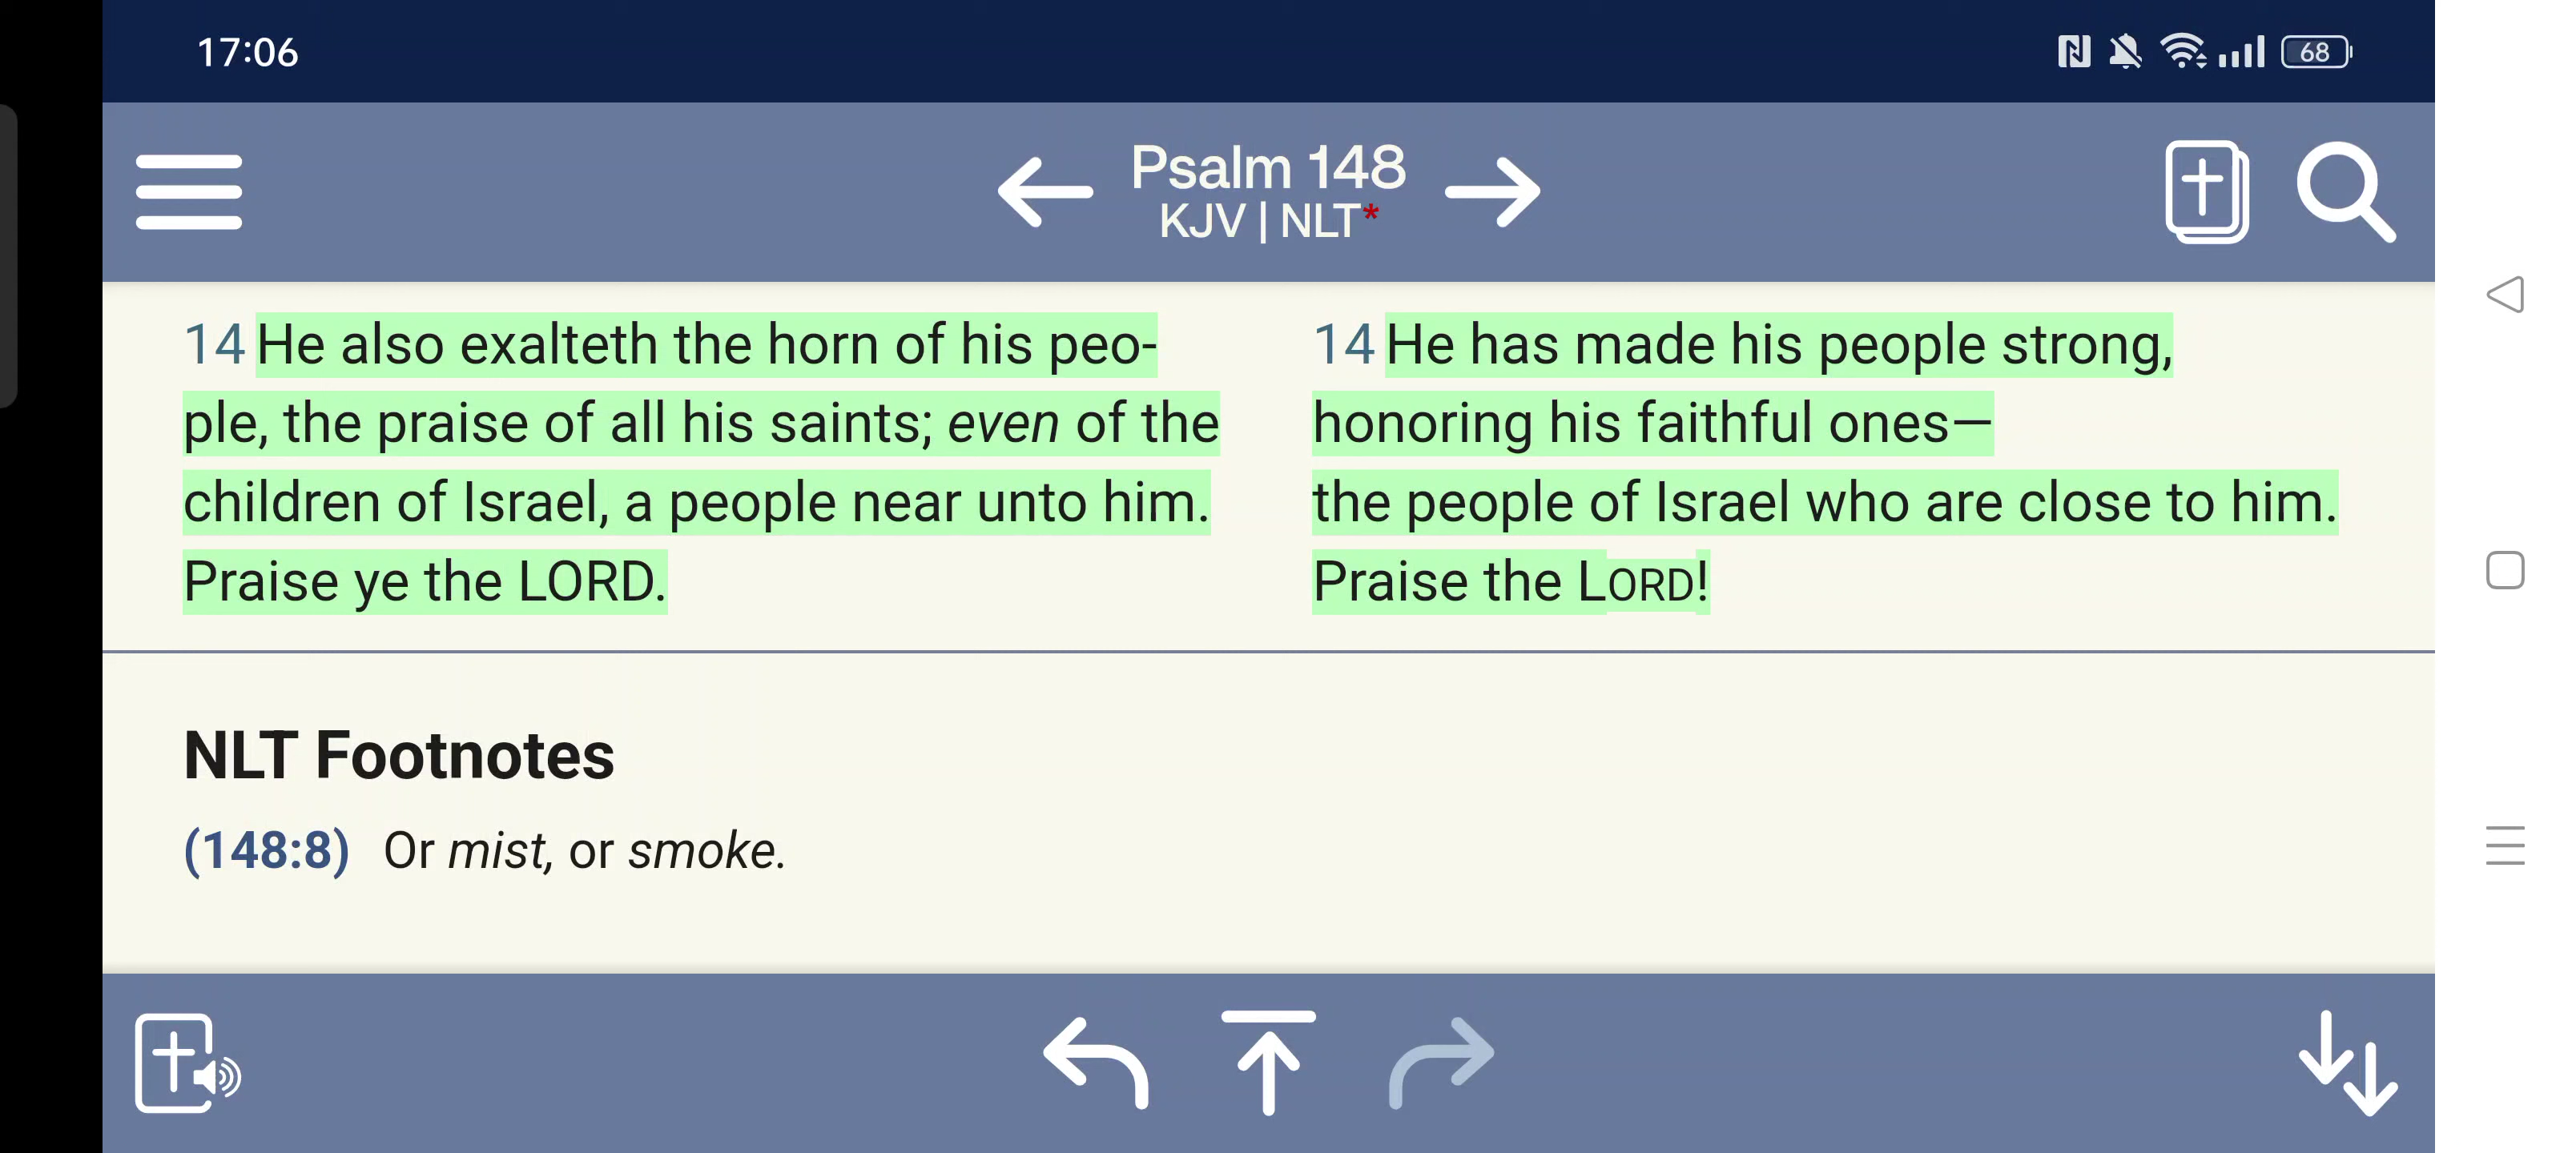 17:06
68
Psalm 148
KJV | NLT*
14 He also exalteth the horn of his peo-
ple, the praise of all his saints; even of the
children of Israel, a people near unto him.
Praise ye the LORD.
14 He has made his people strong,
honoring his faithful ones—
the people of Israel who are close to him.
Praise the LORD!
NLT Footnotes
(148:8) Or mist, or smoke.